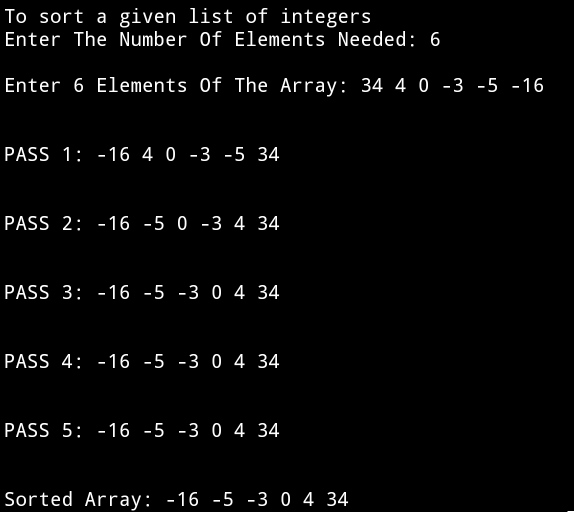 To sort a given list of integers
Enter The Number Of Elements Needed: 6
Enter 6 Elements Of The Array: 34 4 0 -3 -5 -16
PASS 1: -16 4 0 -3 -5 34
PASS 2: -16 -5 0 -3 4 34
PASS 3: -16 -5 -3 0 4 34
PASS 4: -16 -5 -3 0 4 34
PASS 5: -16 -5 -3 0 4 34
Sorted Array: -16 -5 -3 0 4 34